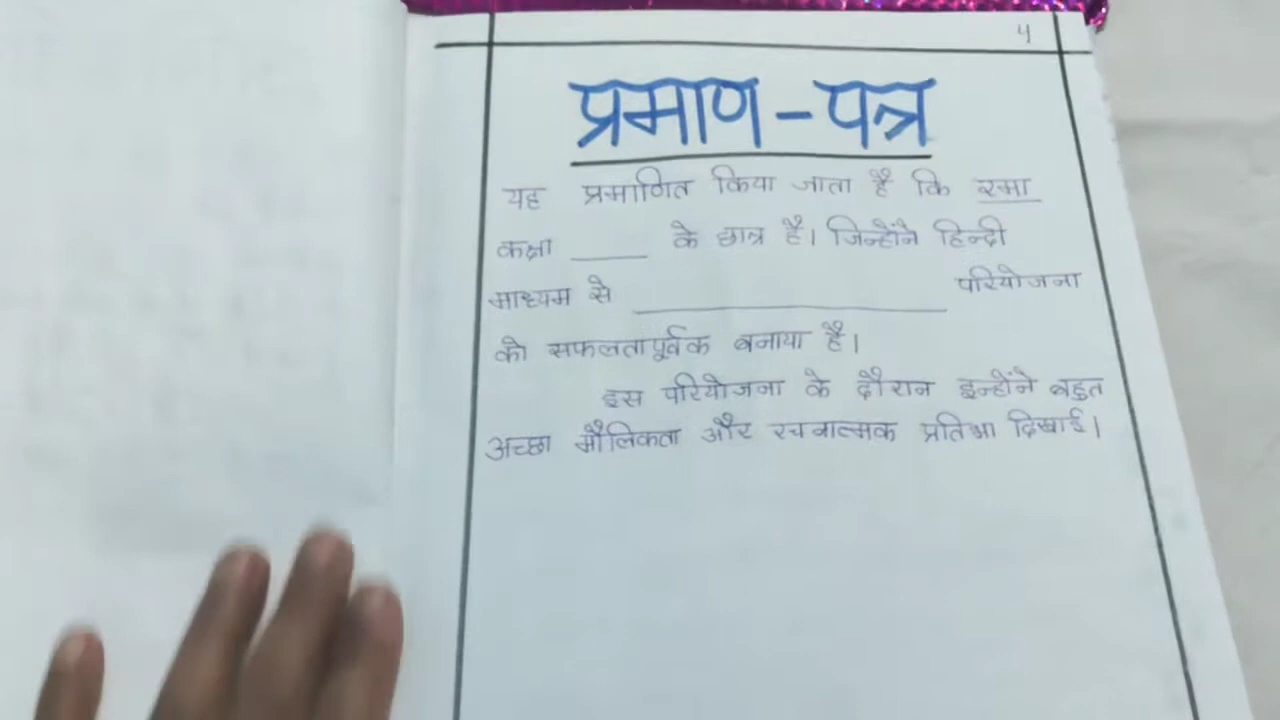 4
प्रमाण-पत्र
यह प्रमाणित किया जाता है कि रमा
कक्षा ____ के छात्र है। जिन्होंने हिन्दी
माध्यम से ____________ परियोजना
को सफलतापूर्वक बनाया है।
इस परियोजना के दौरान इन्होंने बहुत
अच्छा मौलिकता और रचनात्मक प्रतिभा दिखाई।